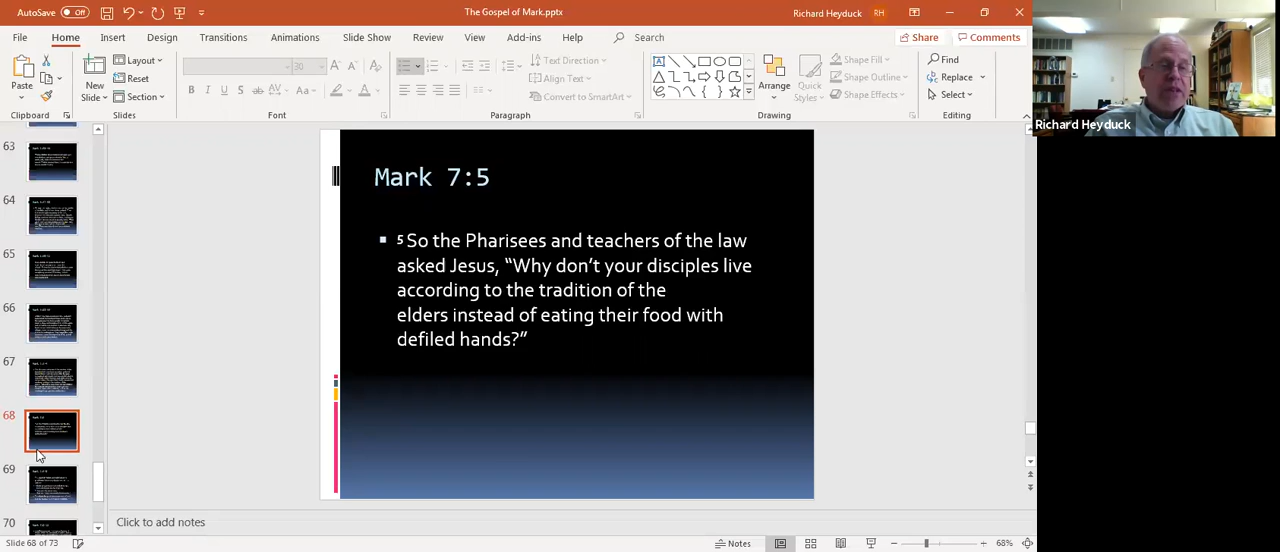 AutoSave Off
The Gospel of Mark.pptx
Richard Heyduck RH
File Home Insert Design Transitions Animations Slide Show Review View Add-ins Help Search
Share Comments
Paste
New Slide
Layout
Reset
Section
30
B I U S ab AV Aa A
Text Direction
Align Text
Convert to SmartArt
Arrange
Quick Styles
Shape Fill
Shape Outline
Shape Effects
Find
Replace
Select
Clipboard Slides Font Paragraph Drawing Editing
Richard Heyduck
63
64
65
66
67
68
69
70
Mark 7:5
5 So the Pharisees and teachers of the law
asked Jesus, “Why don’t your disciples live
according to the tradition of the
elders instead of eating their food with
defiled hands?”
Click to add notes
Slide 68 of 73
Notes
68%